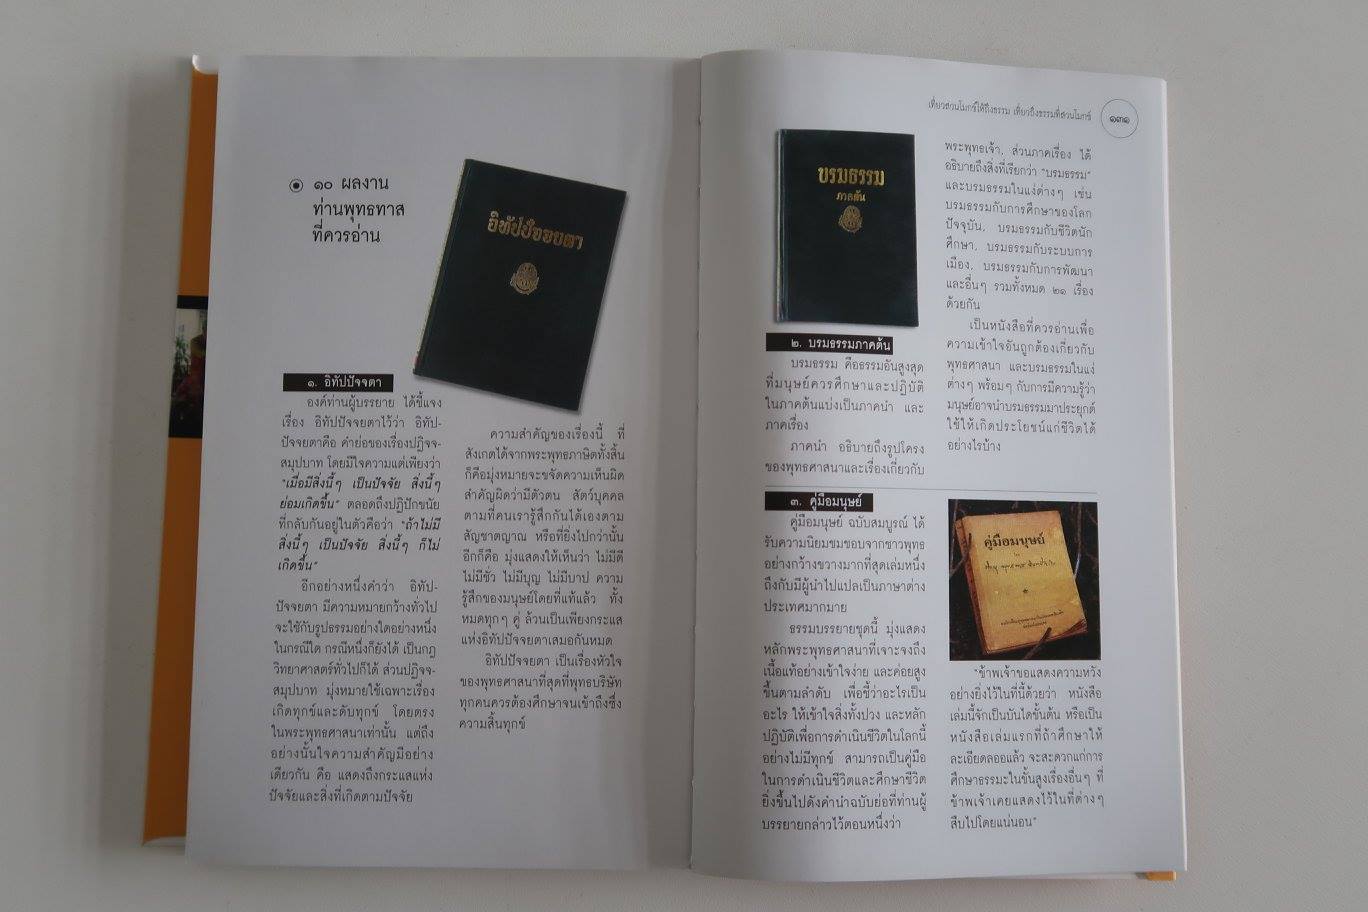 ๑๐ ผลงาน
ท่านพุทธทาส
ที่ควรอ่าน
อิทัปปัจจยตา
๑. อิทัปปัจจตา
องค์ท่านผู้บรรยาย ได้ชี้แจง
เรื่อง อิทัปปัจจยตาไว้ว่า อิทัป-
ปัจจยตาคือ คำย่อของเรื่องปฏิจจ-
สมุปบาท โดยมีใจความแต่เพียงว่า
"เมื่อมีสิ่งนี้ๆ เป็นปัจจัย สิ่งนี้ๆ
ย่อมเกิดขึ้น" ตลอดถึงปฏิปักขนัย
ที่กลับกันอยู่ในตัวคือว่า "ถ้าไม่มี
สิ่งนี้ๆ เป็นปัจจัย สิ่งนี้ๆ ก็ไม่
เกิดขึ้น"
อีกอย่างหนึ่งคำว่า อิทัป-
ปัจจยตา มีความหมายกว้างทั่วไป
จะใช้กับรูปธรรมอย่างใดอย่างหนึ่ง
ในกรณีใด กรณีหนึ่งก็ยังได้ เป็นกฎ
วิทยาศาสตร์ทั่วไปก็ได้ ส่วนปฏิจจ-
สมุปบาท มุ่งหมายใช้เฉพาะเรื่อง
เกิดทุกข์และดับทุกข์ โดยตรง
ในพระพุทธศาสนาเท่านั้น แต่ถึง
อย่างนั้นใจความสำคัญมีอย่าง
เดียวกัน คือ แสดงถึงกระแสแห่ง
ปัจจัยและสิ่งที่เกิดตามปัจจัย
ความสำคัญของเรื่องนี้ ที่
สังเกตได้จากพระพุทธภาษิตทั้งสิ้น
ก็คือมุ่งหมายจะขจัดความเห็นผิด
สำคัญผิดว่ามีตัวตน สัตว์บุคคล
ตามที่คนเรารู้สึกกันได้เองตาม
สัญชาตญาณ หรือที่ยิ่งไปกว่านั้น
อีกก็คือ มุ่งแสดงให้เห็นว่า ไม่มีดี
ไม่มีชั่ว ไม่มีบุญ ไม่มีบาป ความ
รู้สึกของมนุษย์โดยที่แท้แล้ว ทั้ง
หมดทุกๆ คู่ ล้วนเป็นเพียงกระแส
แห่งอิทัปปัจจยตาเสมอกันหมด
อิทัปปัจจยตา เป็นเรื่องหัวใจ
ของพุทธศาสนาที่สุดที่พุทธบริษัท
ทุกคนควรต้องศึกษาจนเข้าถึงซึ่ง
ความสิ้นทุกข์
เที่ยวสวนโมกข์ให้ถึงธรรม เที่ยวถึงธรรมที่สวนโมกข์
๑๓๑
บรมธรรม
ภาคต้น
๒. บรมธรรมภาคต้น
บรมธรรม คือธรรมอันสูงสุด
ที่มนุษย์ควรศึกษาและปฏิบัติ
ในภาคต้นแบ่งเป็นภาคนำ และ
ภาคเรื่อง
ภาคนำ อธิบายถึงรูปโครง
ของพุทธศาสนาและเรื่องเกี่ยวกับ
พระพุทธเจ้า, ส่วนภาคเรื่อง ได้
อธิบายถึงสิ่งที่เรียกว่า "บรมธรรม"
และบรมธรรมในแง่ต่างๆ เช่น
บรมธรรมกับการศึกษาของโลก
ปัจจุบัน, บรมธรรมกับชีวิตนัก
ศึกษา, บรมธรรมกับระบบการ
เมือง, บรมธรรมกับการพัฒนา
และอื่นๆ รวมทั้งหมด ๒๑ เรื่อง
ด้วยกัน
เป็นหนังสือที่ควรอ่านเพื่อ
ความเข้าใจอันถูกต้องเกี่ยวกับ
พุทธศาสนา และบรมธรรมในแง่
ต่างๆ พร้อมๆ กับการมีความรู้ว่า
มนุษย์อาจนำบรมธรรมมาประยุกต์
ใช้ให้เกิดประโยชน์แก่ชีวิตได้
อย่างไรบ้าง
๓. คู่มือมนุษย์
คู่มือมนุษย์ ฉบับสมบูรณ์ ได้
รับความนิยมชมชอบจากชาวพุทธ
อย่างกว้างขวางมากที่สุดเล่มหนึ่ง
ถึงกับมีผู้นำไปแปลเป็นภาษาต่าง
ประเทศมากมาย
ธรรมบรรยายชุดนี้ มุ่งแสดง
หลักพระพุทธศาสนาที่เจาะจงถึง
เนื้อแท้อย่างเข้าใจง่าย และค่อยสูง
ขึ้นตามลำดับ เพื่อชี้ว่าอะไรเป็น
อะไร ให้เข้าใจสิ่งทั้งปวง และหลัก
ปฏิบัติเพื่อการดำเนินชีวิตในโลกนี้
อย่างไม่มีทุกข์ สามารถเป็นคู่มือ
ในการดำเนินชีวิตและศึกษาชีวิต
ยิ่งขึ้นไปดังคำนำฉบับย่อที่ท่านผู้
บรรยายกล่าวไว้ตอนหนึ่งว่า
คู่มือมนุษย์
"ข้าพเจ้าขอแสดงความหวัง
อย่างยิ่งไว้ในที่นี้ด้วยว่า หนังสือ
เล่มนี้จักเป็นบันไดขั้นต้น หรือเป็น
หนังสือเล่มแรกที่ถ้าศึกษาให้
ละเอียดลออแล้ว จะสะดวกแก่การ
ศึกษาธรรมะในขั้นสูงเรื่องอื่นๆ ที่
ข้าพเจ้าเคยแสดงไว้ในที่ต่างๆ
สืบไปโดยแน่นอน"